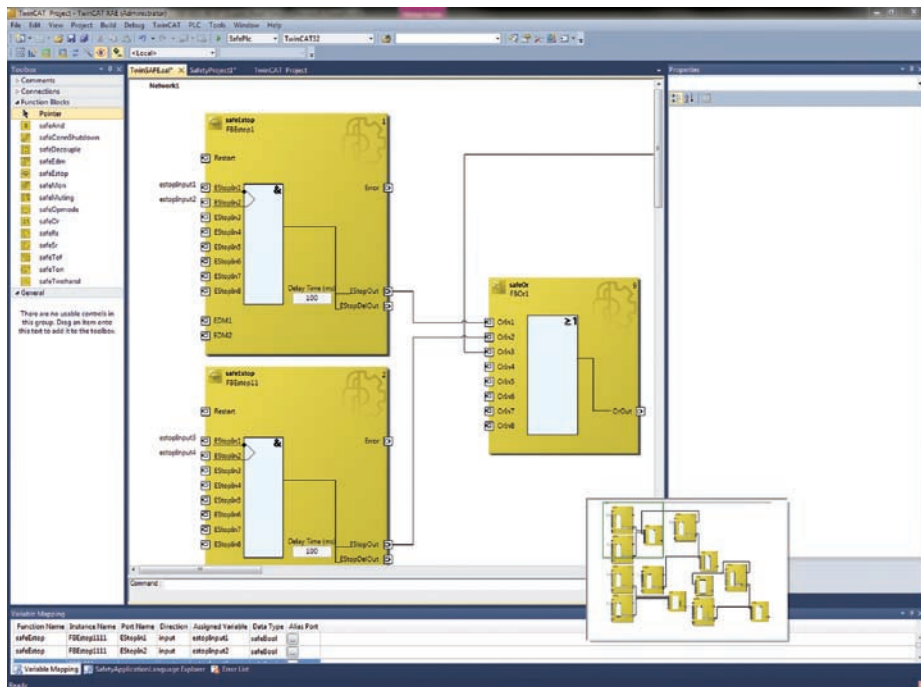 TwinCAT Project - TwinCAT XAE (Administrator)
File Edit View Project Build Debug TwinCAT PLC Tools Window Help
SafePlc TwinCAT32
<Local>
Toolbox
Comments
Connections
Function Blocks
Pointer
safeAnd
safeConnShutdown
safeDecouple
safeEdm
safeEstop
safeMon
safeMuting
safeOpmode
safeOr
safeRs
safeSr
safeTof
safeTon
safeTwohand
General
There are no usable controls in
this group. Drag an item onto
this text to add it to the toolbox.
TwinSAFE.sal* SafetyProject1* TwinCAT Project
Network1
safeEstop 1
FBEstop1
Restart
estopInput1 EStopIn1 & Error
estopInput2 EStopIn2
EStopIn3
EStopIn4
EStopIn5
EStopIn6
EStopIn7
EStopIn8 Delay Time (ms) EStopOut
100 EStopDelOut
EDM1
EDM2
safeEstop 2
FBEstop11
Restart
estopInput3 EStopIn1 & Error
estopInput4 EStopIn2
EStopIn3
EStopIn4
EStopIn5
EStopIn6
EStopIn7
EStopIn8 Delay Time (ms) EStopOut
100 EStopDelOut
safeOr
FBOr1
OrIn1 ≥1
OrIn2
OrIn3
OrIn4
OrIn5
OrIn6
OrIn7 OrOut
OrIn8
Command:
Properties
Variable Mapping
Function Name Instance Name Port Name Direction Assigned Variable Data Type Alias Port
safeEstop FBEstop1111 EStopIn1 input estopInput1 safeBool ...
safeEstop FBEstop1111 EStopIn2 input estopInput2 safeBool ...
Variable Mapping SafetyApplicationLanguage Explorer Error List
Ready